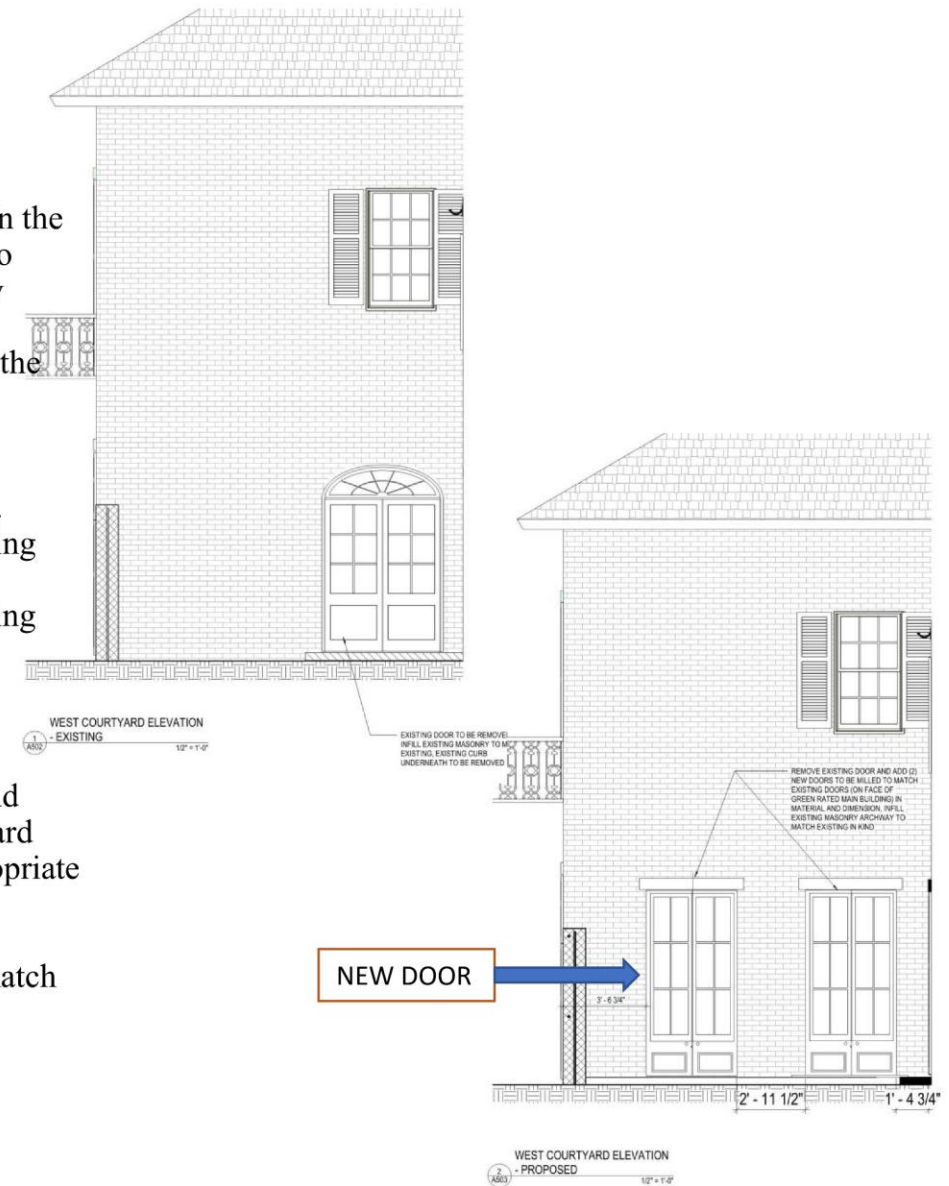 n the
o
the
ing
ing
ard
opriate
atch
WEST COURTYARD ELEVATION
- EXISTING
1
A502
1/2" = 1'-0"
EXISTING DOOR TO BE REMOVE
INFILL EXISTING MASONRY TO M
EXISTING, EXISTING CURB
UNDERNEATH TO BE REMOVED
REMOVE EXISTING DOOR AND ADD (2)
NEW DOORS TO BE MILLED TO MATCH
EXISTING DOORS (ON FACE OF
GREEN RATED MAIN BUILDING) IN
MATERIAL AND DIMENSION, INFILL
EXISTING MASONRY ARCHWAY TO
MATCH EXISTING IN KIND
NEW DOOR
3' - 6 3/4"
2' - 11 1/2"
1' - 4 3/4"
WEST COURTYARD ELEVATION
- PROPOSED
2
A503
1/2" = 1'-0"